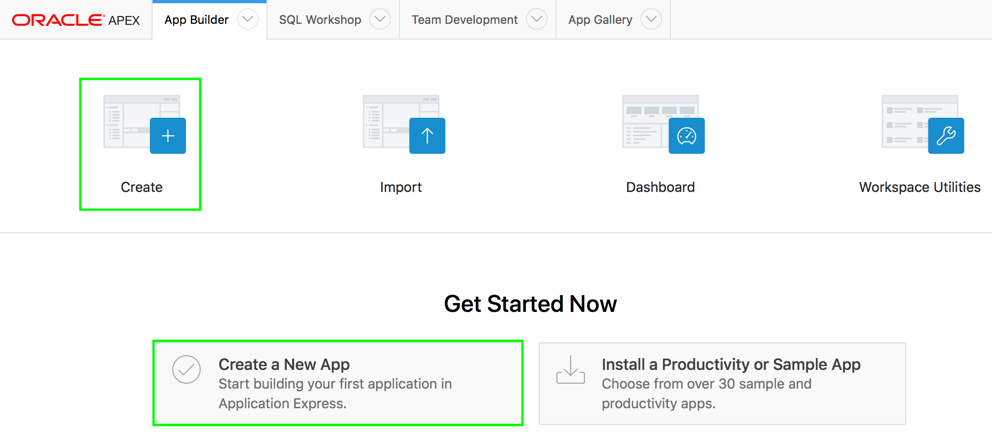 ORACLE APEX App Builder SQL Workshop Team Development App Gallery
Create Import Dashboard Workspace Utilities
Get Started Now
Create a New App
Start building your first application in
Application Express.
Install a Productivity or Sample App
Choose from over 30 sample and
productivity apps.